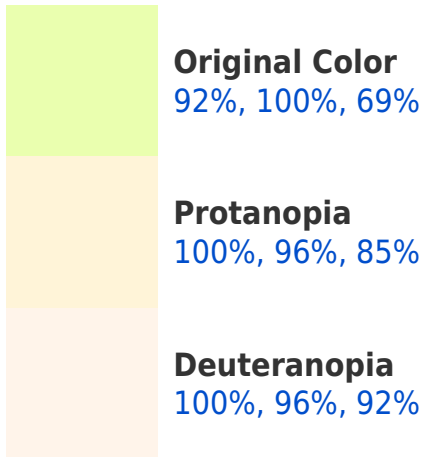 Original Color
92%, 100%, 69%
Protanopia
100%, 96%, 85%
Deuteranopia
100%, 96%, 92%